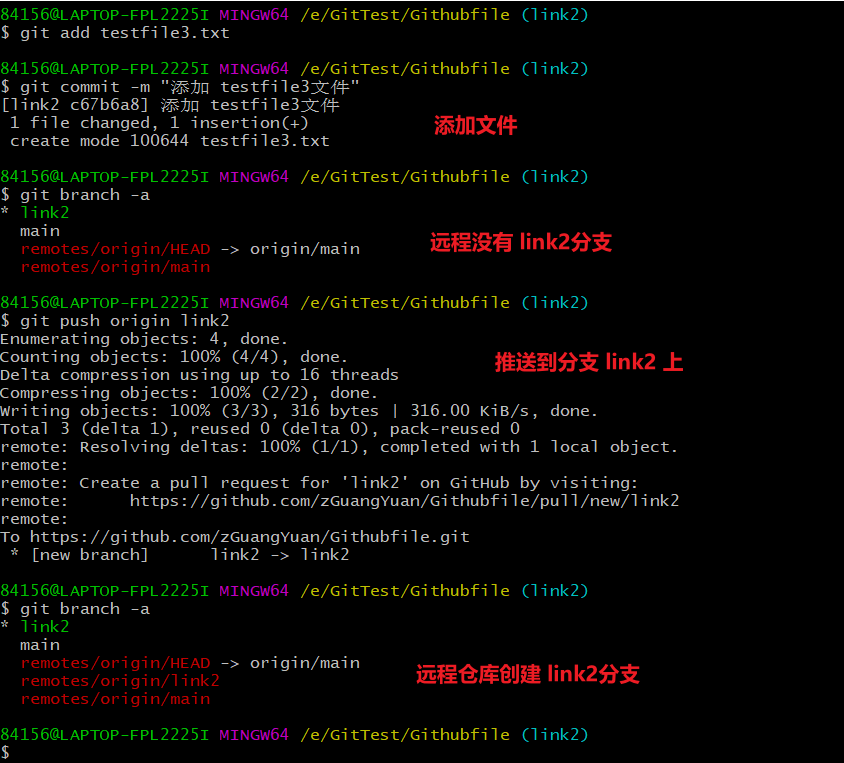 84156@LAPTOP-FPL2225I MINGW64 /e/GitTest/Githubfile (link2)
$ git add testfile3.txt
84156@LAPTOP-FPL2225I MINGW64 /e/GitTest/Githubfile (link2)
$ git commit -m "添加 testfile3文件"
[link2 c67b6a8] 添加 testfile3文件
1 file changed, 1 insertion(+)
添加文件
create mode 100644 testfile3.txt
84156@LAPTOP-FPL2225I MINGW64 /e/GitTest/Githubfile (link2)
$ git branch -a
* link2
main
远程没有 link2分支
remotes/origin/HEAD -> origin/main
remotes/origin/main
84156@LAPTOP-FPL2225I MINGW64 /e/GitTest/Githubfile (link2)
$ git push origin link2
Enumerating objects: 4, done.
Counting objects: 100% (4/4), done.
推送到分支 link2 上
Delta compression using up to 16 threads
Compressing objects: 100% (2/2), done.
Writing objects: 100% (3/3), 316 bytes | 316.00 KiB/s, done.
Total 3 (delta 1), reused 0 (delta 0), pack-reused 0
remote: Resolving deltas: 100% (1/1), completed with 1 local object.
remote:
remote: Create a pull request for 'link2' on GitHub by visiting:
remote:      https://github.com/zGuangYuan/Githubfile/pull/new/link2
remote:
To https://github.com/zGuangYuan/Githubfile.git
* [new branch]      link2 -> link2
84156@LAPTOP-FPL2225I MINGW64 /e/GitTest/Githubfile (link2)
$ git branch -a
* link2
main
remotes/origin/HEAD -> origin/main
远程仓库创建 link2分支
remotes/origin/link2
remotes/origin/main
84156@LAPTOP-FPL2225I MINGW64 /e/GitTest/Githubfile (link2)
$